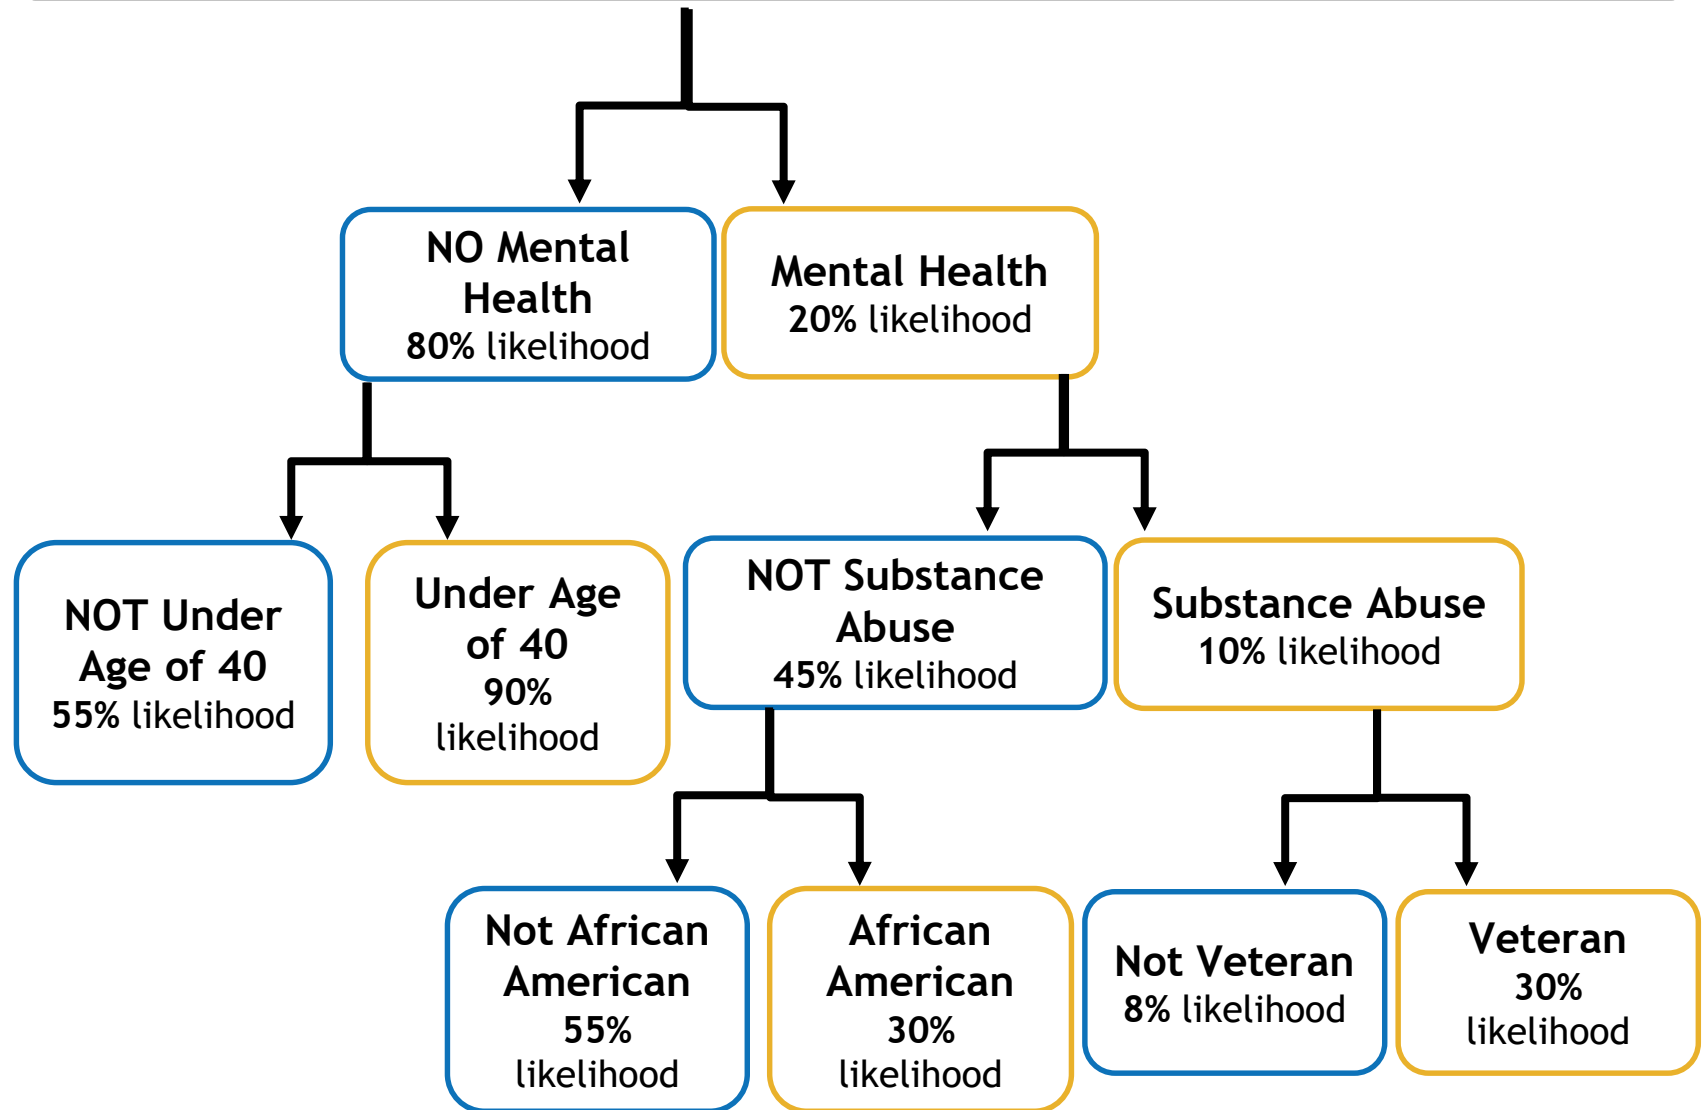 NO Mental
Health
80% likelihood
Mental Health
20% likelihood
NOT Under
Age of 40
55% likelihood
Under Age
of 40
90%
likelihood
NOT Substance
Abuse
45% likelihood
Substance Abuse
10% likelihood
Not African
American
55%
likelihood
African
American
30%
likelihood
Not Veteran
8% likelihood
Veteran
30%
likelihood